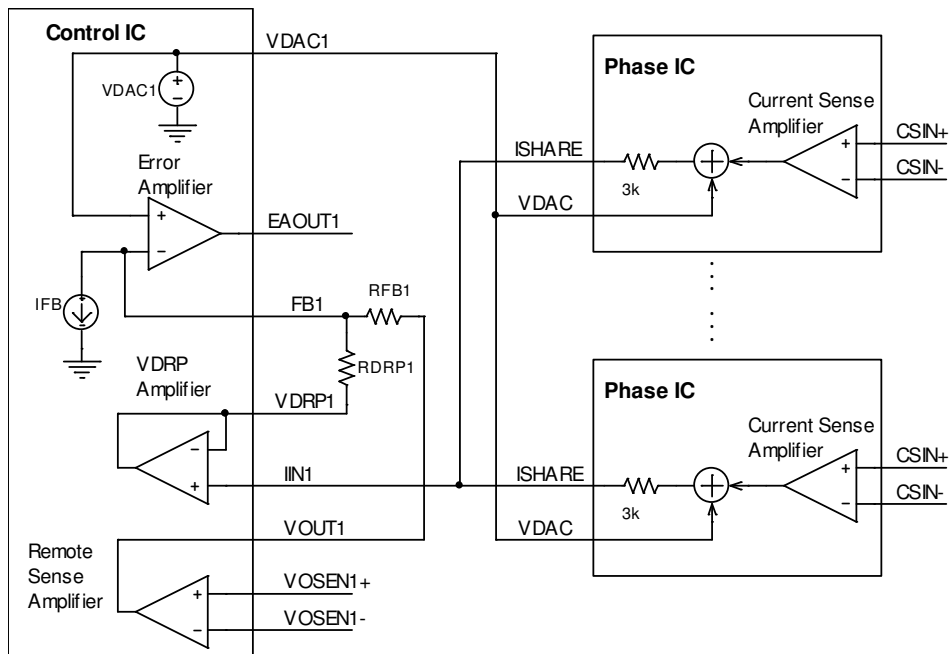 Control IC
VDAC1
VDAC1
+
−
Error
Amplifier
+
−
EAOUT1
IFB
FB1
RFB1
RDRP1
VDRP
Amplifier
VDRP1
−
+
IIN1
VOUT1
Remote
Sense
Amplifier
+
−
VOSEN1+
VOSEN1-
Phase IC
Current Sense
Amplifier
CSIN+
CSIN-
+
−
ISHARE
3k
VDAC
Phase IC
Current Sense
Amplifier
CSIN+
CSIN-
+
−
ISHARE
3k
VDAC